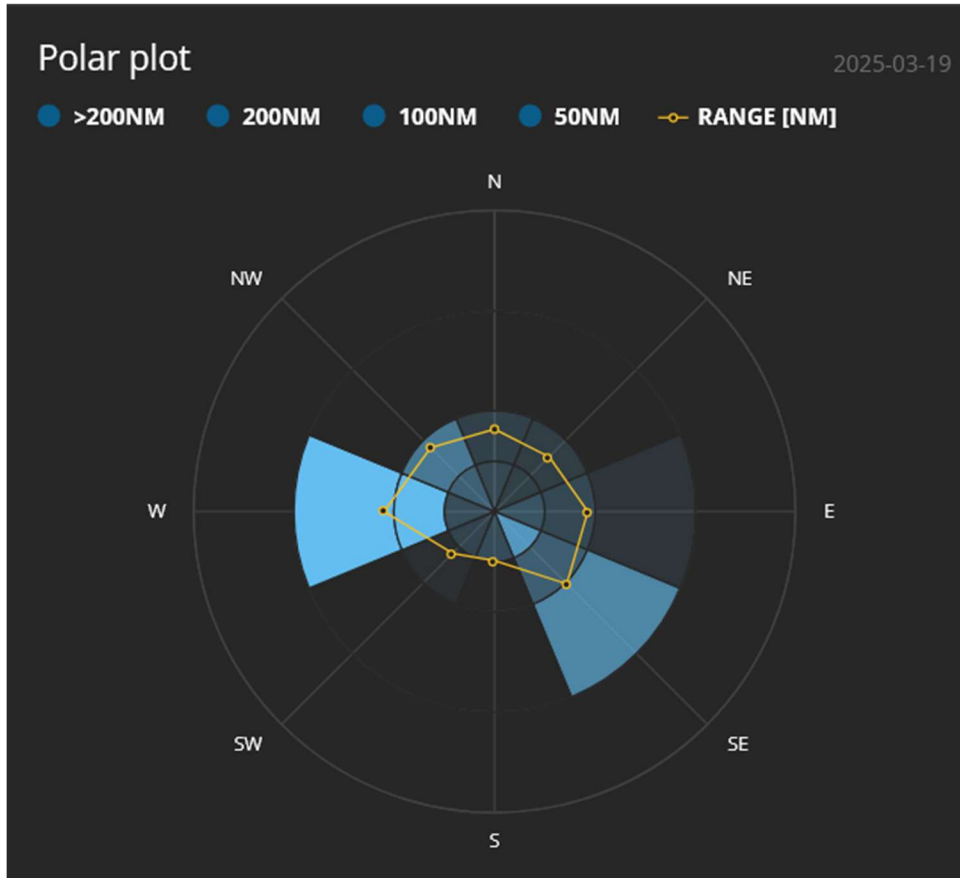 Polar plot
2025-03-19
>200NM 200NM 100NM 50NM RANGE [NM]
N
NW NE
W E
SW SE
S